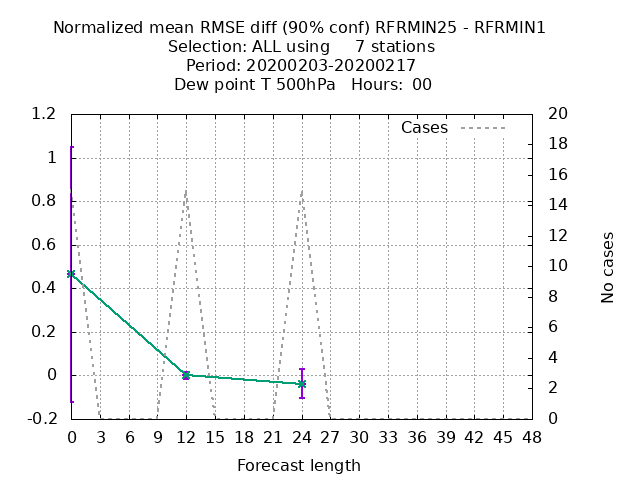 Normalized mean RMSE diff (90% conf) RFRMIN25 - RFRMIN1
Selection: ALL using 7 stations
Period: 20200203-20200217
Dew point T 500hPa Hours: 00
Cases
1.2
1
0.8
0.6
0.4
0.2
0
-0.2
20
18
16
14
12
10
8
6
4
2
0
No cases
0 3 6 9 12 15 18 21 24 27 30 33 36 39 42 45 48
Forecast length